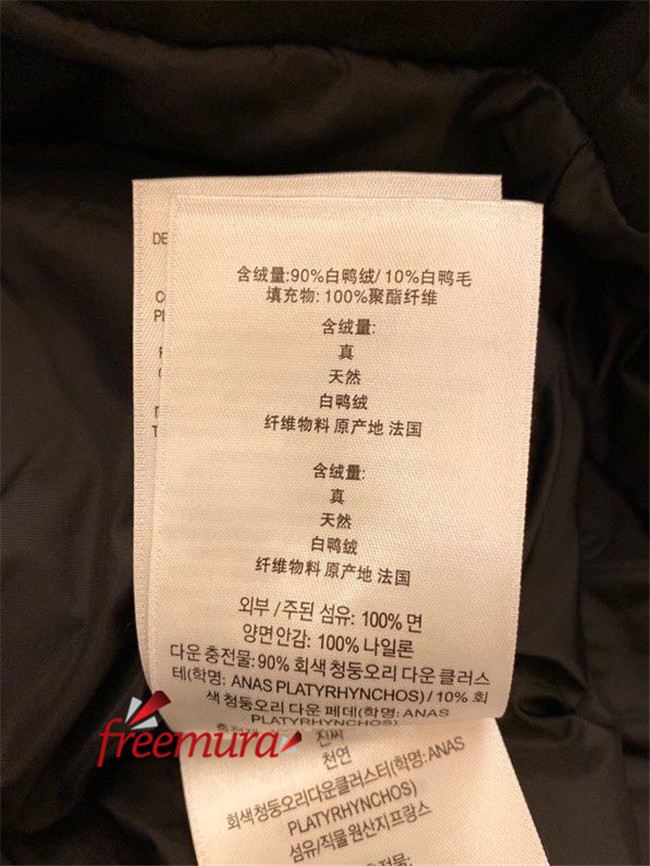 DE
含绒量:90%白鸭绒/ 10%白鸭毛
填充物: 100%聚酯纤维
含绒量:
真
天然
白鸭绒
纤维物料 原产地 法国
含绒量:
真
天然
白鸭绒
纤维物料 原产地 法国
외부 / 주된 섬유: 100% 면
양면안감: 100% 나일론
다운 충전물: 90% 회색 청둥오리 다운 클러스
테(학명: ANAS PLATYRHYNCHOS) / 10% 회
색 청둥오리 다운 페데(학명: ANAS
PLATYRHYNCHOS)
freemura
진짜
천연
회색청둥오리다운클러스터(학명: ANAS
PLATYRHYNCHOS)
섬유/직물원산지프랑스
충전물: